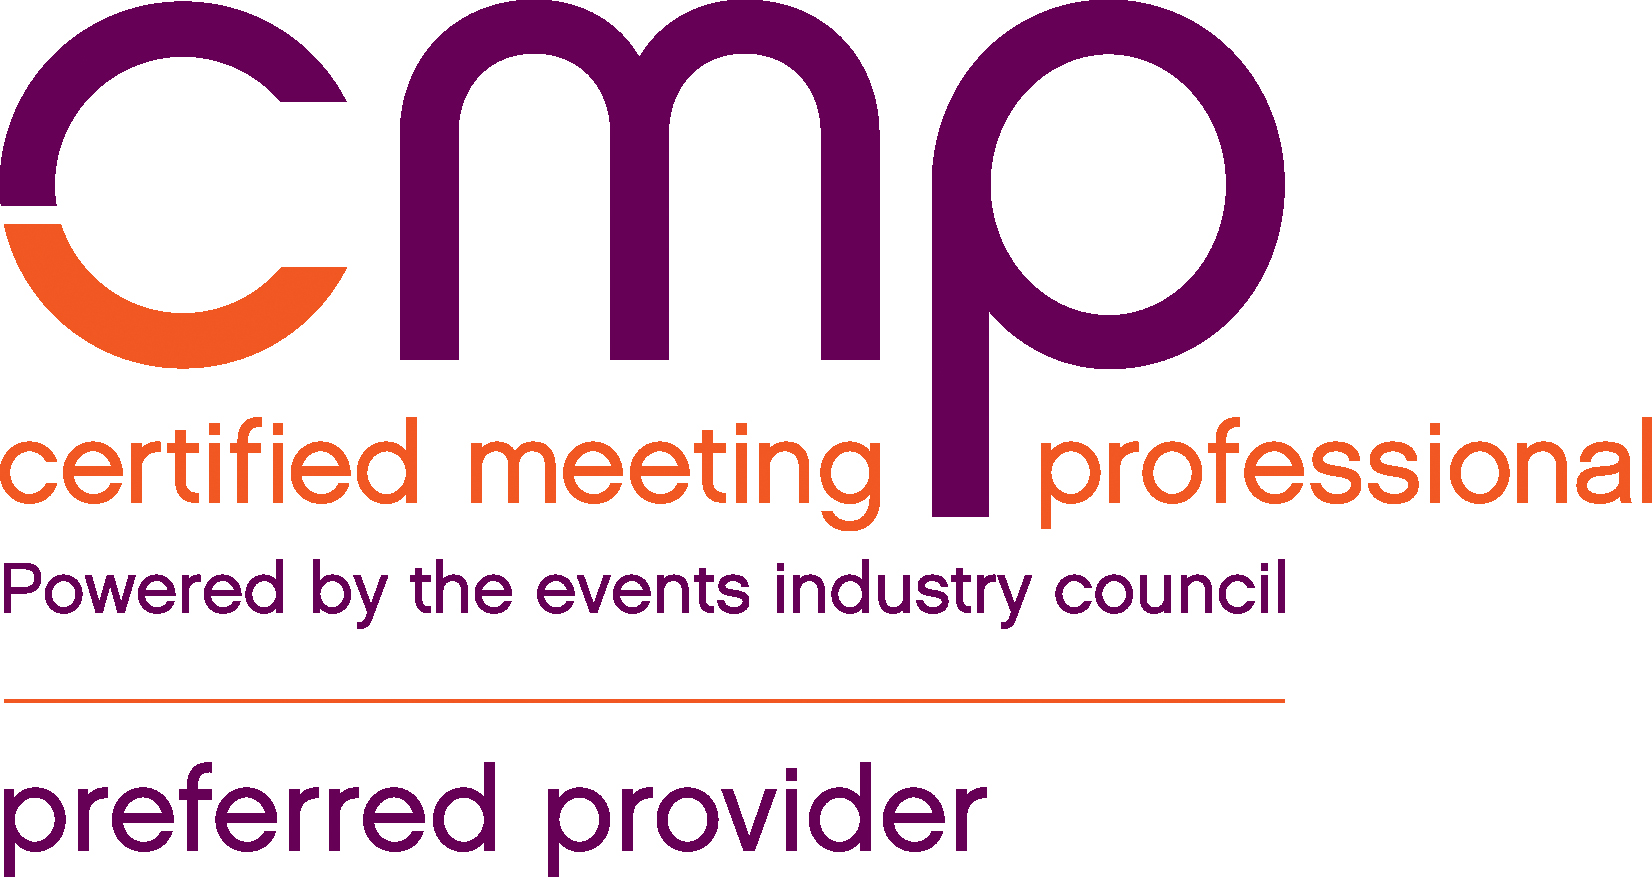 cmp
certified meeting professional
Powered by the events industry council
preferred provider